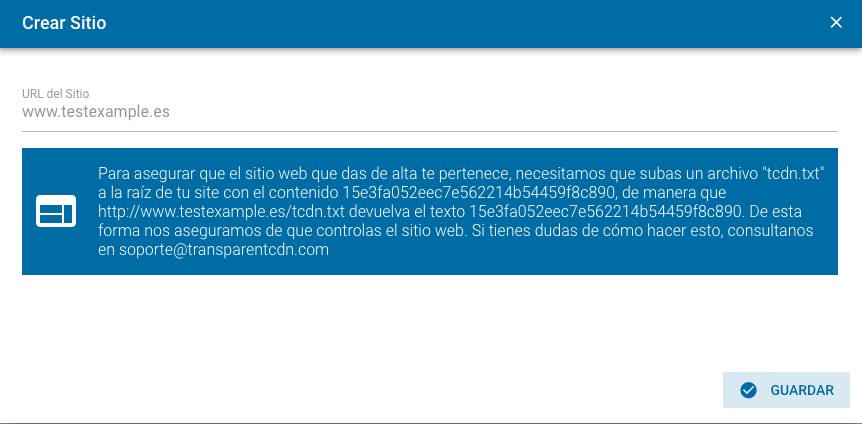 Crear Sitio
URL del Sitio
www.testexample.es
Para asegurar que el sitio web que das de alta te pertenece, necesitamos que subas un archivo "tcdn.txt"
a la raíz de tu site con el contenido 15e3fa052eec7e562214b54459f8c890, de manera que
http://www.testexample.es/tcdn.txt devuelva el texto 15e3fa052eec7e562214b54459f8c890. De esta
forma nos aseguramos de que controlas el sitio web. Si tienes dudas de cómo hacer esto, consultanos
en soporte@transparentcdn.com
GUARDAR